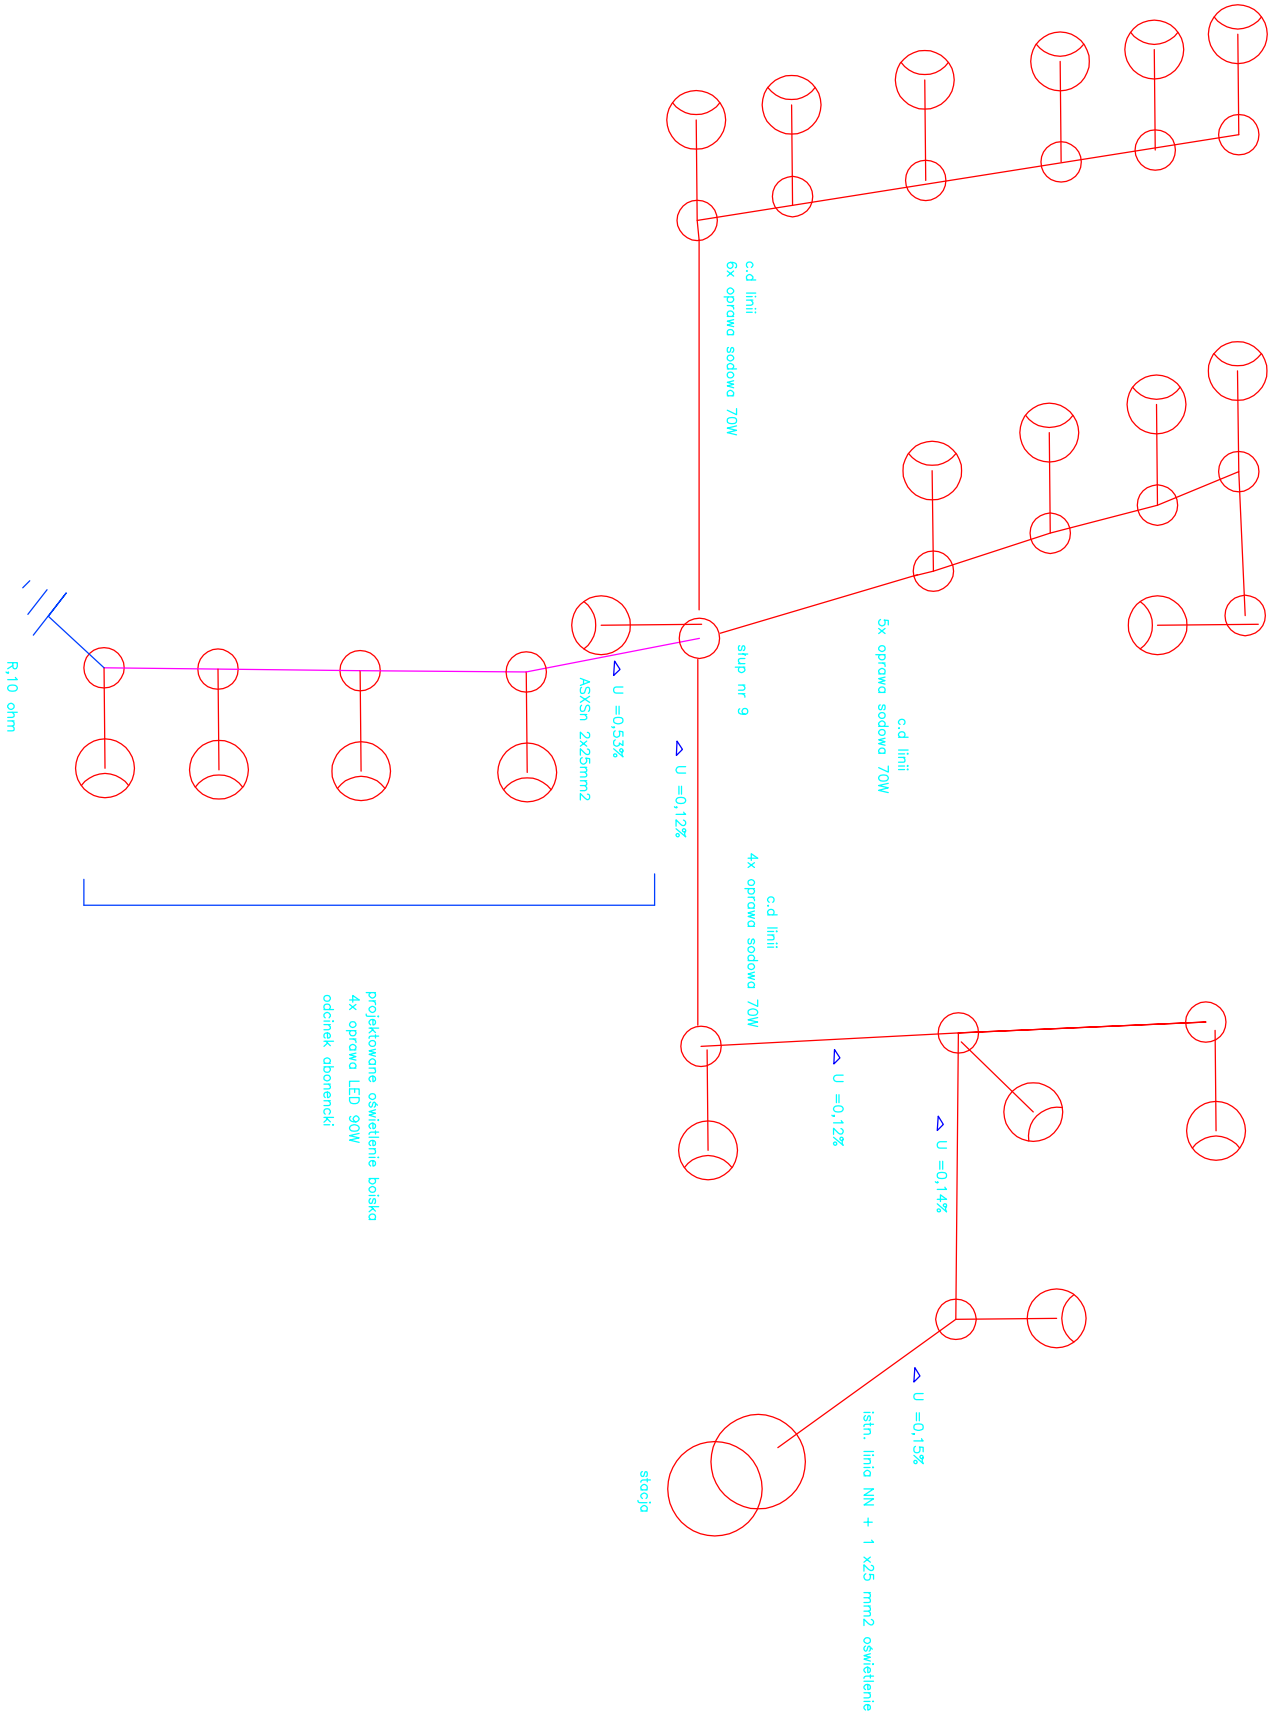 c.d linii
6x oprawa sodowa 70W
c.d linii
5x oprawa sodowa 70W
słup nr 9
U =0,53%
ASXSn 2x25mm2
U =0,12%
R,10 ohm
c.d linii
4x oprawa sodowa 70W
projektowane oświetlenie boiska
4x oprawa LED 90W
odcinek abonencki
U =0,12%
U =0,14%
U =0,15%
istn. linia NN + 1 x25 mm2 oświetlenie
stacja